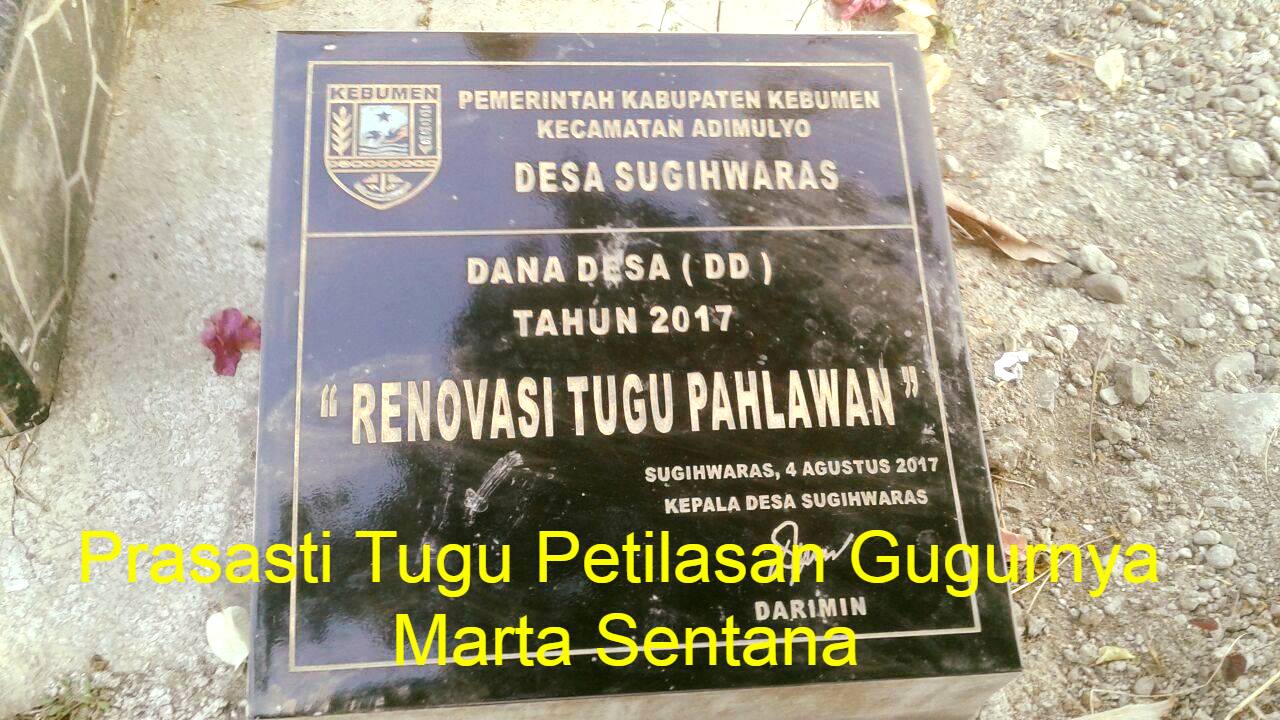 KEBUMEN
PEMERINTAH KABUPATEN KEBUMEN
KECAMATAN ADIMULYO
DESA SUGIHWARAS
DANA DESA ( DD )
TAHUN 2017
“ RENOVASI TUGU PAHLAWAN ”
SUGIHWARAS, 4 AGUSTUS 2017
KEPALA DESA SUGIHWARAS
DARIMIN
Prasasti Tugu Petilasan Gugurnya
Marta Sentana